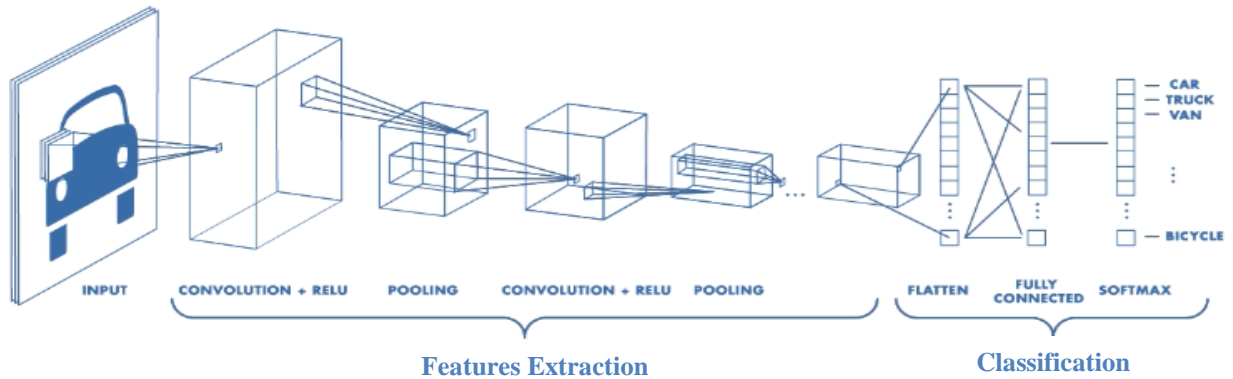 CAR
TRUCK
VAN
BICYCLE
INPUT
CONVOLUTION + RELU
POOLING
CONVOLUTION + RELU
POOLING
FLATTEN
FULLY
CONNECTED
SOFTMAX
Features Extraction
Classification